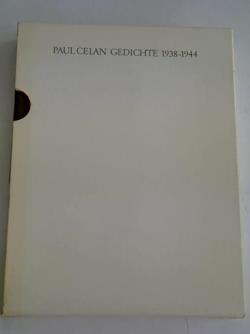 PAUL CELAN GEDICHTE 1938-1944